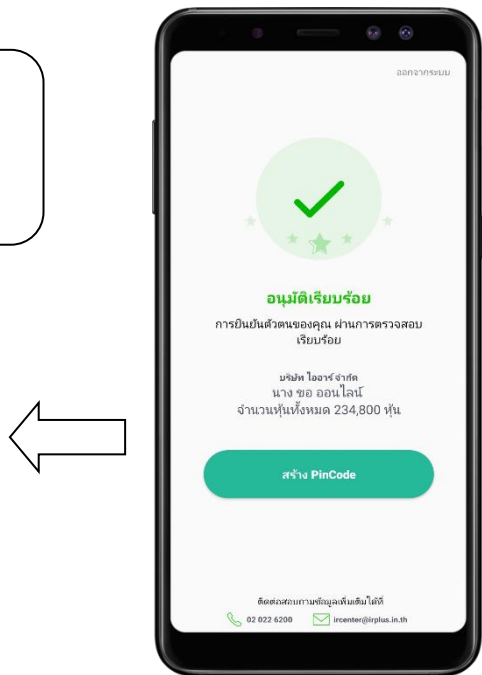 ออกจากระบบ
อนุมัติเรียบร้อย
การยืนยันตัวตนของคุณ ผ่านการตรวจสอบ
เรียบร้อย
บริษัท ไออาร์ จำกัด
นาง ขอ ออนไลน์
จำนวนหุ้นทั้งหมด 234,800 หุ้น
สร้าง PinCode
ติดต่อสอบถามข้อมูลเพิ่มเติมได้ที่
02 022 6200 ircenter@irplus.in.th